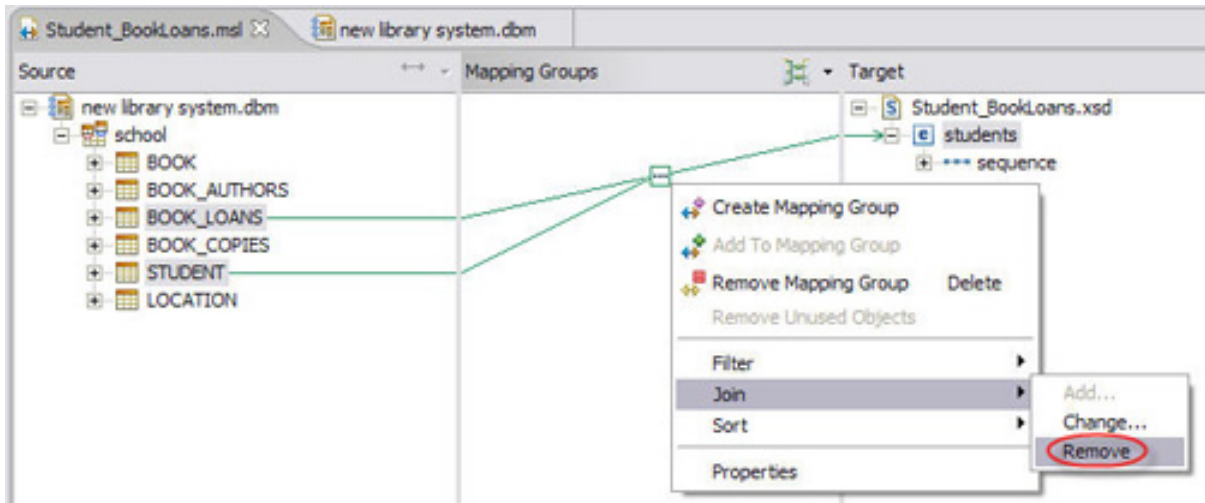 Student_BookLoans.msl new library system.dbm
Source Mapping Groups Target
new library system.dbm Student_BookLoans.xsd
school students
BOOK sequence
BOOK_AUTHORS
BOOK_LOANS Create Mapping Group
BOOK_COPIES Add To Mapping Group
STUDENT Remove Mapping Group Delete
LOCATION Remove Unused Objects
Filter
Join Add...
Sort Change...
Remove
Properties